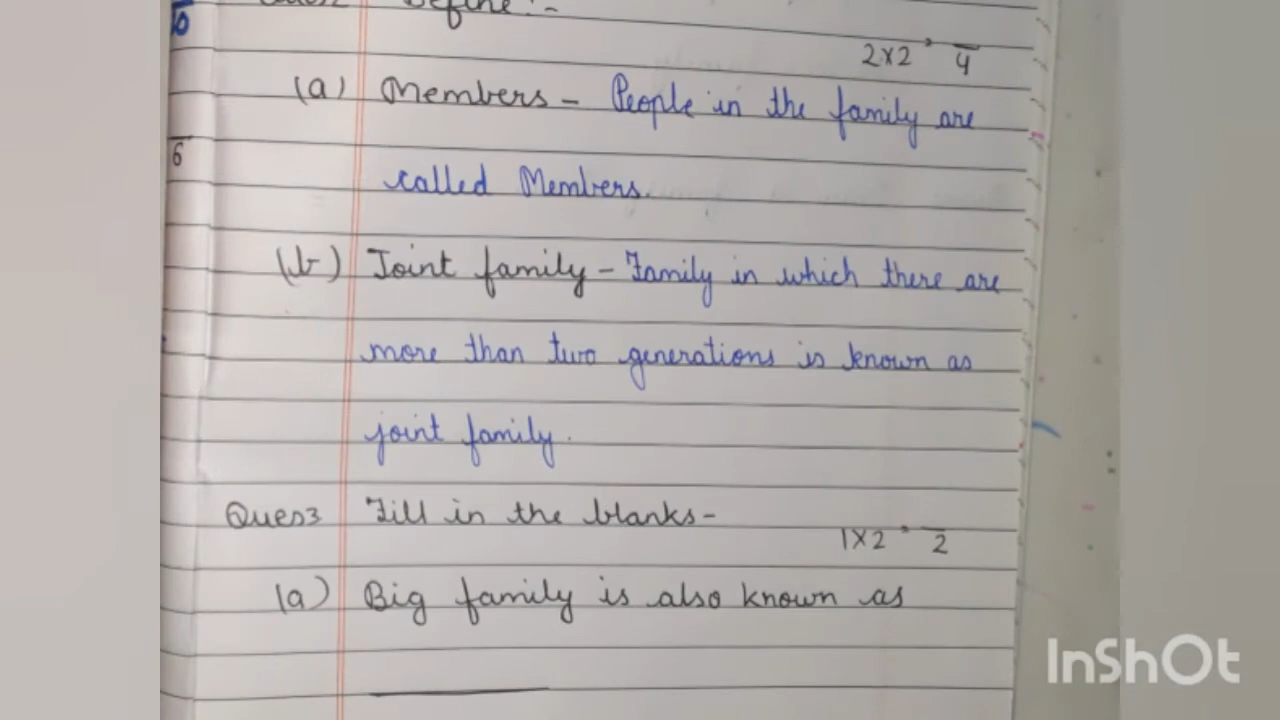 Define:-
2x2 = 4
(a) Members - People in the family are
called Members.
6
(b) Joint family - Family in which there are
more than two generations is known as
joint family.
Ques3 Fill in the blanks-
1x2 = 2
(a) Big family is also known as
InShOt